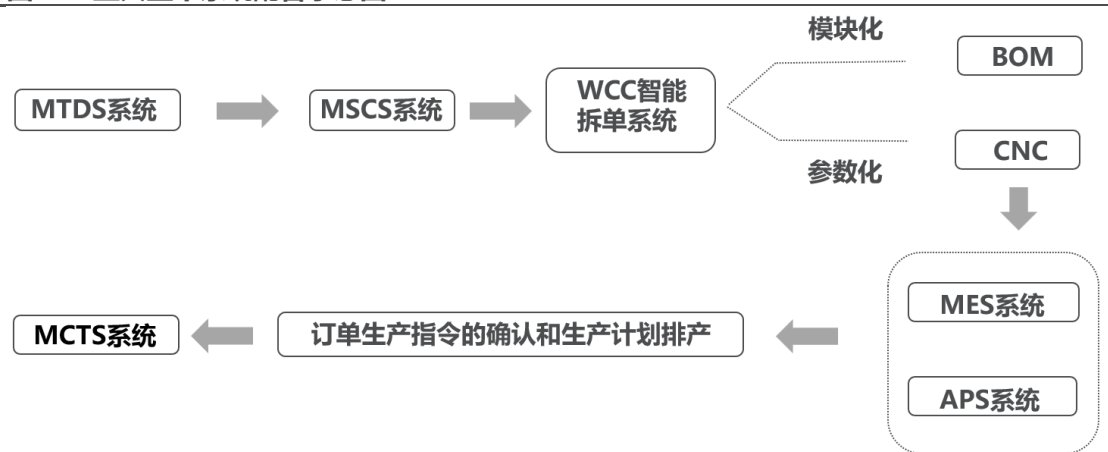 模块化
BOM
MTDS系统
MSCS系统
WCC智能
拆单系统
CNC
参数化
MES系统
MCTS系统
订单生产指令的确认和生产计划排产
APS系统